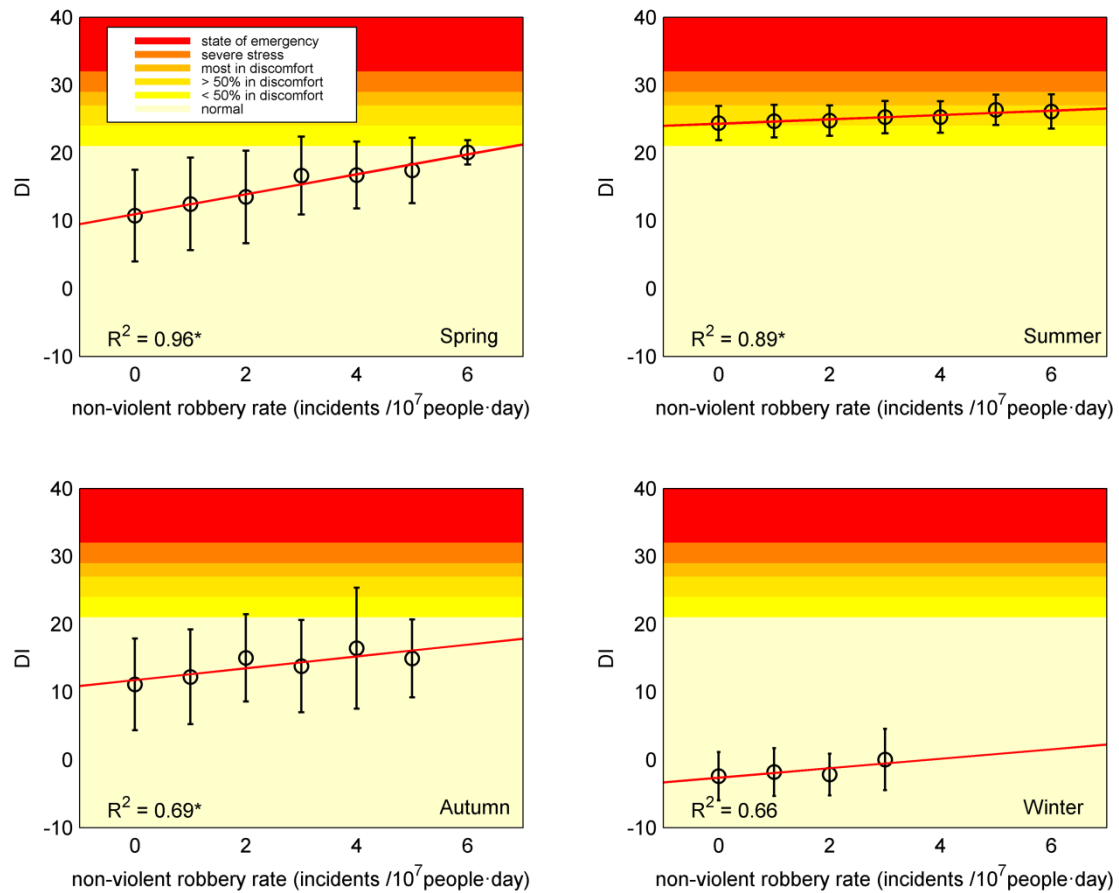 40
30
20
10
0
-10
DI
state of emergency
severe stress
most in discomfort
> 50% in discomfort
< 50% in discomfort
normal
R² = 0.96*
Spring
0 2 4 6
non-violent robbery rate (incidents /10⁷people·day)
40
30
20
10
0
-10
DI
R² = 0.89*
Summer
0 2 4 6
non-violent robbery rate (incidents /10⁷people·day)
40
30
20
10
0
-10
DI
R² = 0.69*
Autumn
0 2 4 6
non-violent robbery rate (incidents /10⁷people·day)
40
30
20
10
0
-10
DI
R² = 0.66
Winter
0 2 4 6
non-violent robbery rate (incidents /10⁷people·day)